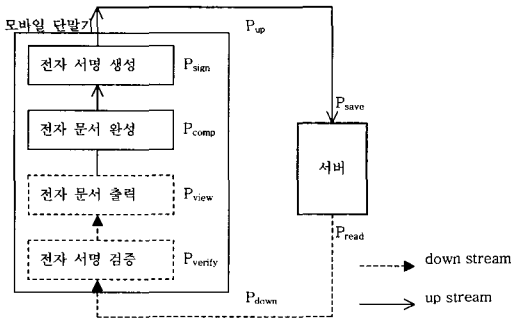 모바일 단말기
P_up
전자 서명 생성
P_sign
P_save
전자 문서 완성
P_comp
서버
전자 문서 출력
P_view
P_read
전자 서명 검증
P_verify
down stream
P_down
up stream